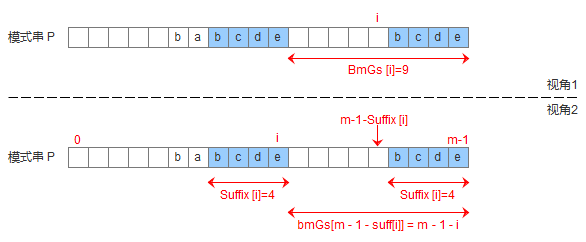 i
模式串 P b a b c d e b c d e
BmGs [i]=9
视角1
视角2
m-1-Suffix [i]
0 i m-1
模式串 P b a b c d e b c d e
Suffix [i]=4 Suffix [i]=4
bmGs[m - 1 - suff[i]] = m - 1 - i